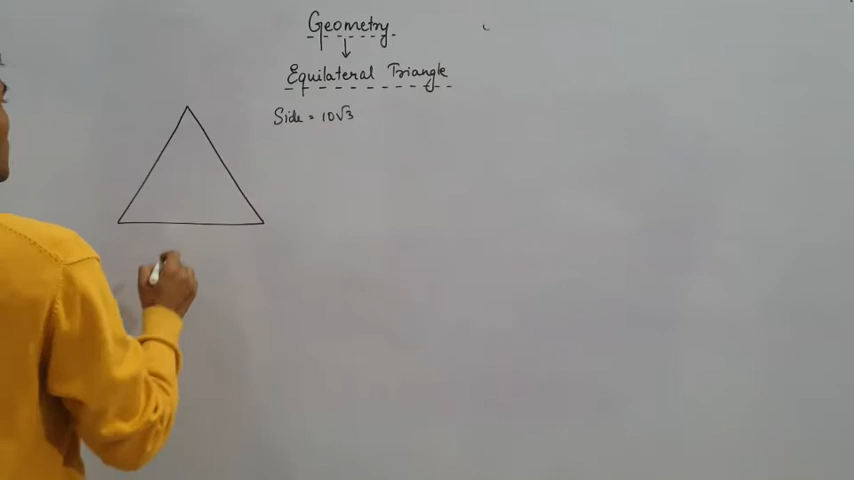 Geometry
Equilateral Triangle
Side = 10√3